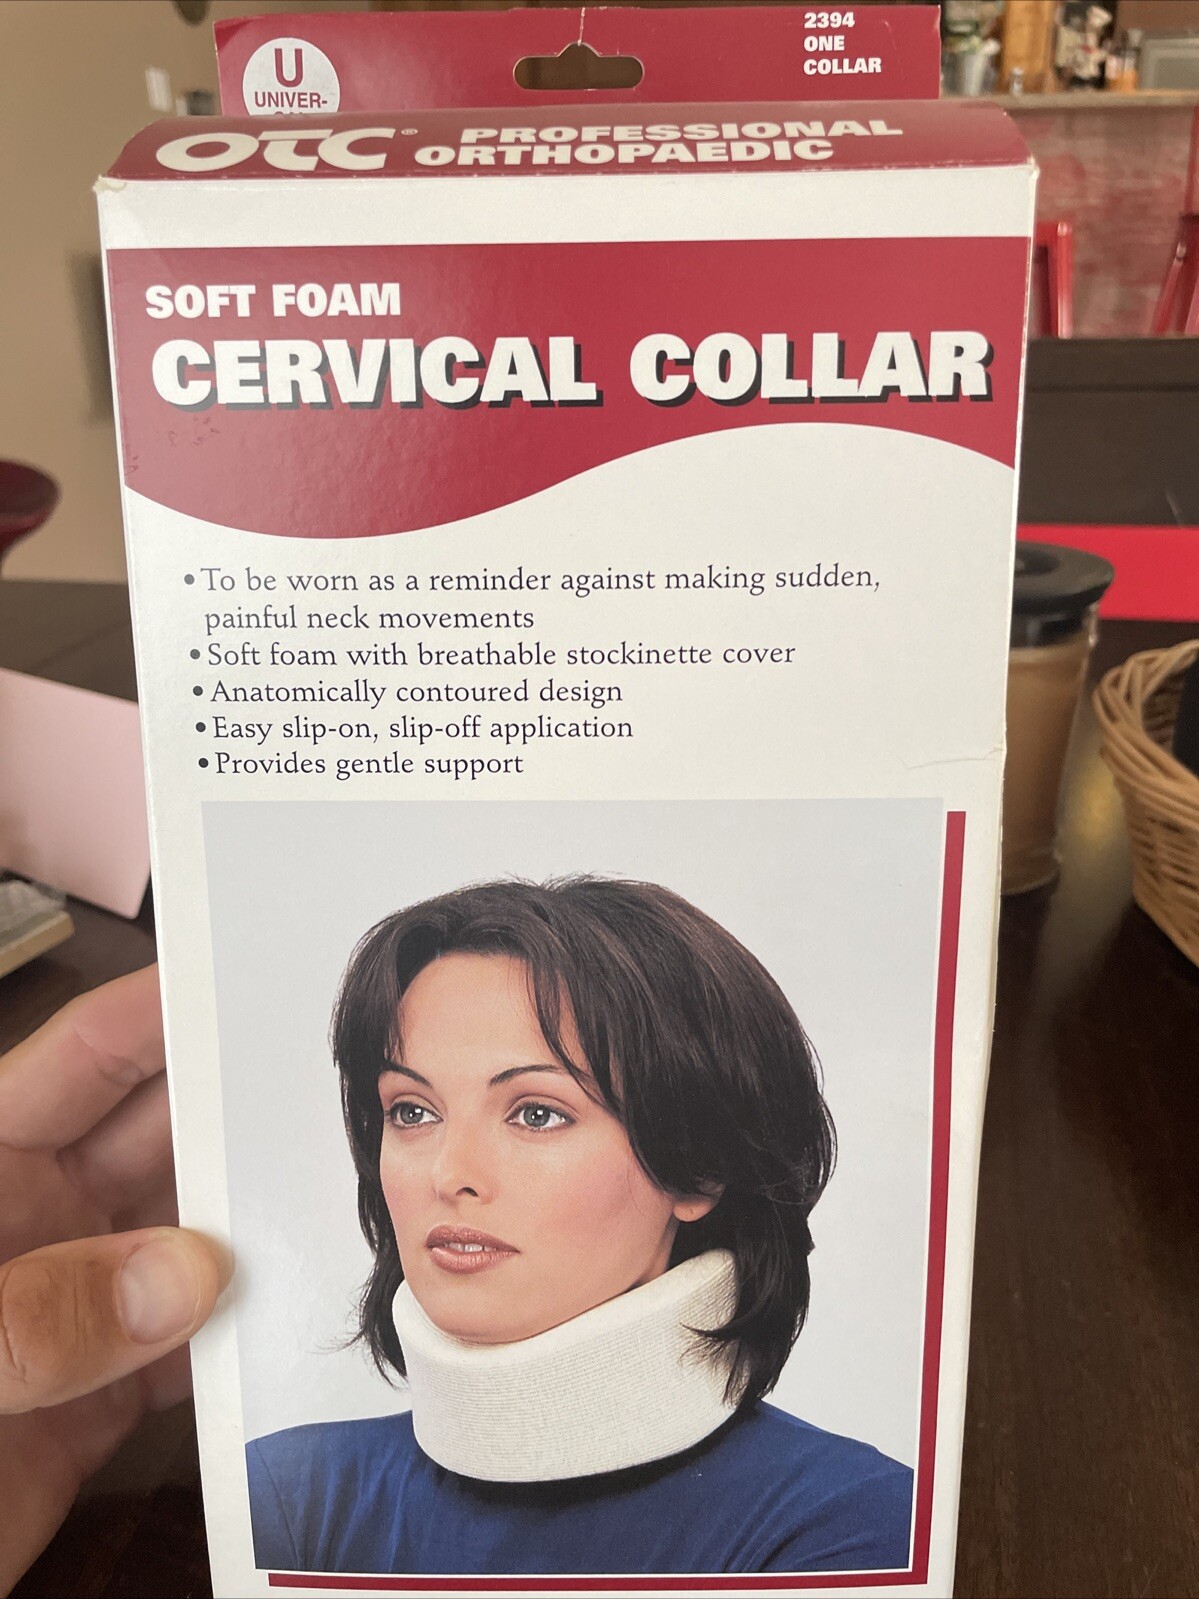 U
UNIVER-
2394
ONE
COLLAR
OTC® PROFESSIONAL
ORTHOPAEDIC
SOFT FOAM
CERVICAL COLLAR
• To be worn as a reminder against making sudden,
painful neck movements
• Soft foam with breathable stockinette cover
• Anatomically contoured design
• Easy slip-on, slip-off application
• Provides gentle support